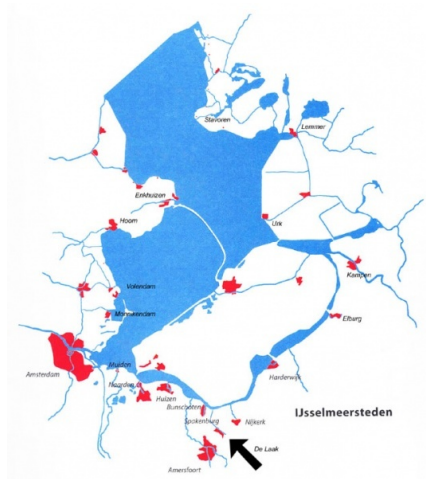 Stavoren
Lemmer
Enkhuizen
Hoorn
Urk
Kampen
Volendam
Monnickendam
Elburg
Muiden
Amsterdam
Harderwijk
Naarden
Huizen
Bunschoten
IJsselmeersteden
Spakenburg
Nijkerk
De Laak
Amersfoort